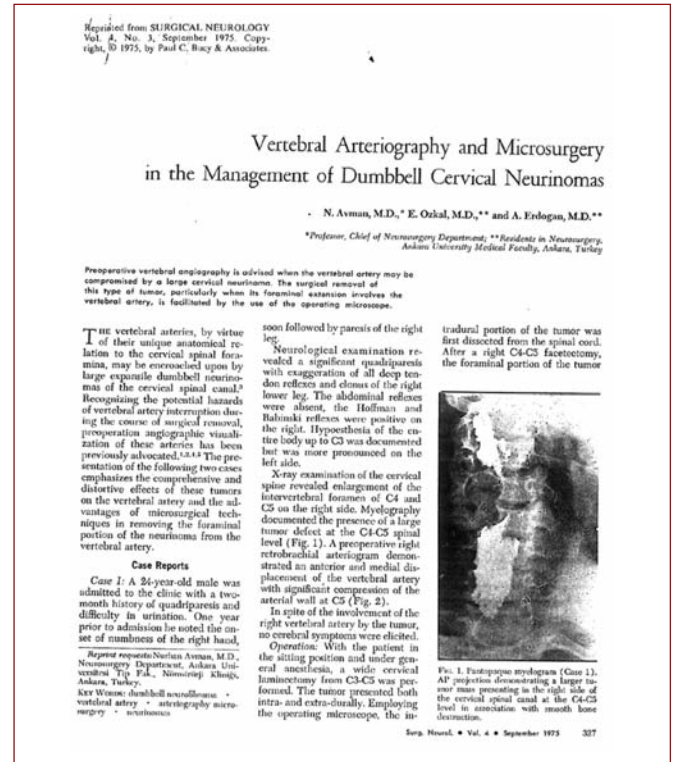 Reprinted from SURGICAL NEUROLOGY
Vol. 4, No. 3, September 1975. Copy-
right, © 1975, by Paul C. Bucy & Associates.
Vertebral Arteriography and Microsurgery
in the Management of Dumbbell Cervical Neurinomas
N. Avman, M.D.,* E. Ozkal, M.D.,** and A. Erdogan, M.D.**
*Professor, Chief of Neurosurgery Department; **Residents in Neurosurgery,
Ankara University Medical Faculty, Ankara, Turkey
Preoperative vertebral angiography is advised when the vertebral artery may be
compromised by a large cervical neurinoma. The surgical removal of
this type of tumor, particularly when its foraminal extension involves the
vertebral artery, is facilitated by the use of the operating microscope.
THE vertebral arteries, by virtue
of their unique anatomical re-
lation to the cervical spinal fora-
mina, may be encroached upon by
large expansile dumbbell neurino-
mas of the cervical spinal canal.³
Recognizing the potential hazards
of vertebral artery interruption dur-
ing the course of surgical removal,
preoperation angiographic visuali-
zation of these arteries has been
previously advocated.¹,²,⁴,⁵ The pre-
sentation of the following two cases
emphasizes the comprehensive and
distortive effects of these tumors
on the vertebral artery and the ad-
vantages of microsurgical tech-
niques in removing the foraminal
portion of the neurinoma from the
vertebral artery.
Case Reports
Case 1: A 24-year-old male was
admitted to the clinic with a two-
month history of quadriparesis and
difficulty in urination. One year
prior to admission he noted the on-
set of numbness of the right hand,
Reprint requests: Nurhan Avman, M.D.,
Neurosurgery Department, Ankara Uni-
versitesi Tip Fak., Nöroşirürji Kliniği,
Ankara, Turkey.
KEY WORDS: dumbbell neurofibroma •
vertebral artery • arteriography micro-
surgery • neurinomas
soon followed by paresis of the right
leg.
Neurological examination re-
vealed a significant quadriparesis
with exaggeration of all deep ten-
don reflexes and clonus of the right
lower leg. The abdominal reflexes
were absent, the Hoffman and
Babinski reflexes were positive on
the right. Hypoesthesia of the en-
tire body up to C3 was documented
but was more pronounced on the
left side.
X-ray examination of the cervical
spine revealed enlargement of the
intervertebral foramen of C4 and
C5 on the right side. Myelography
documented the presence of a large
tumor defect at the C4-C5 spinal
level (Fig. 1). A preoperative right
retrobrachial arteriogram demon-
strated an anterior and medial dis-
placement of the vertebral artery
with significant compression of the
arterial wall at C5 (Fig. 2).
In spite of the involvement of the
right vertebral artery by the tumor,
no cerebral symptoms were elicited.
Operation: With the patient in
the sitting position and under gen-
eral anesthesia, a wide cervical
laminectomy from C3-C5 was per-
formed. The tumor presented both
intra- and extra-durally. Employing
the operating microscope, the in-
tradural portion of the tumor was
first dissected from the spinal cord.
After a right C4-C5 facetectomy,
the foraminal portion of the tumor
FIG. 1. Pantopaque myelogram (Case 1).
AP projection demonstrating a larger tu-
mor mass presenting in the right side of
the cervical spinal canal at the C4-C5
level in association with smooth bone
destruction.
Surg. Neurol. • Vol. 4 • September 1975 327